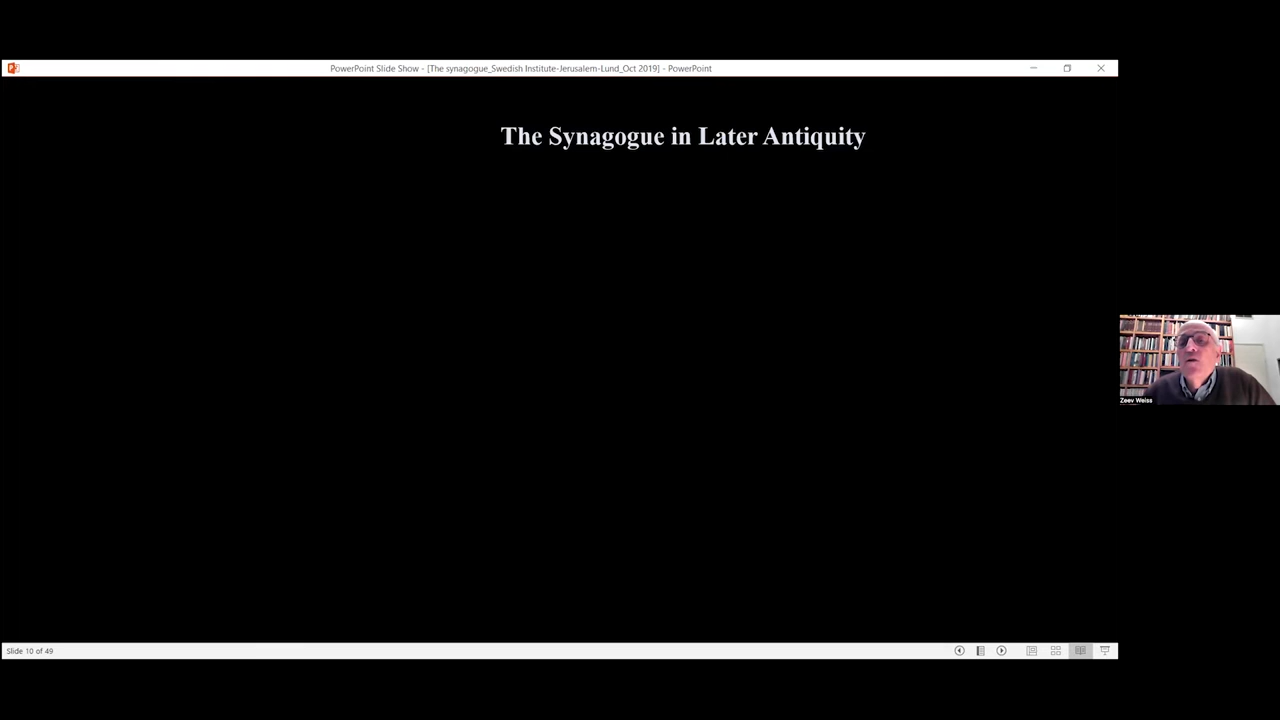 PowerPoint Slide Show - [The synagogue_Swedish Institute-Jerusalem-Lund_Oct 2019] - PowerPoint
The Synagogue in Later Antiquity
Zeev Weiss
Slide 10 of 49